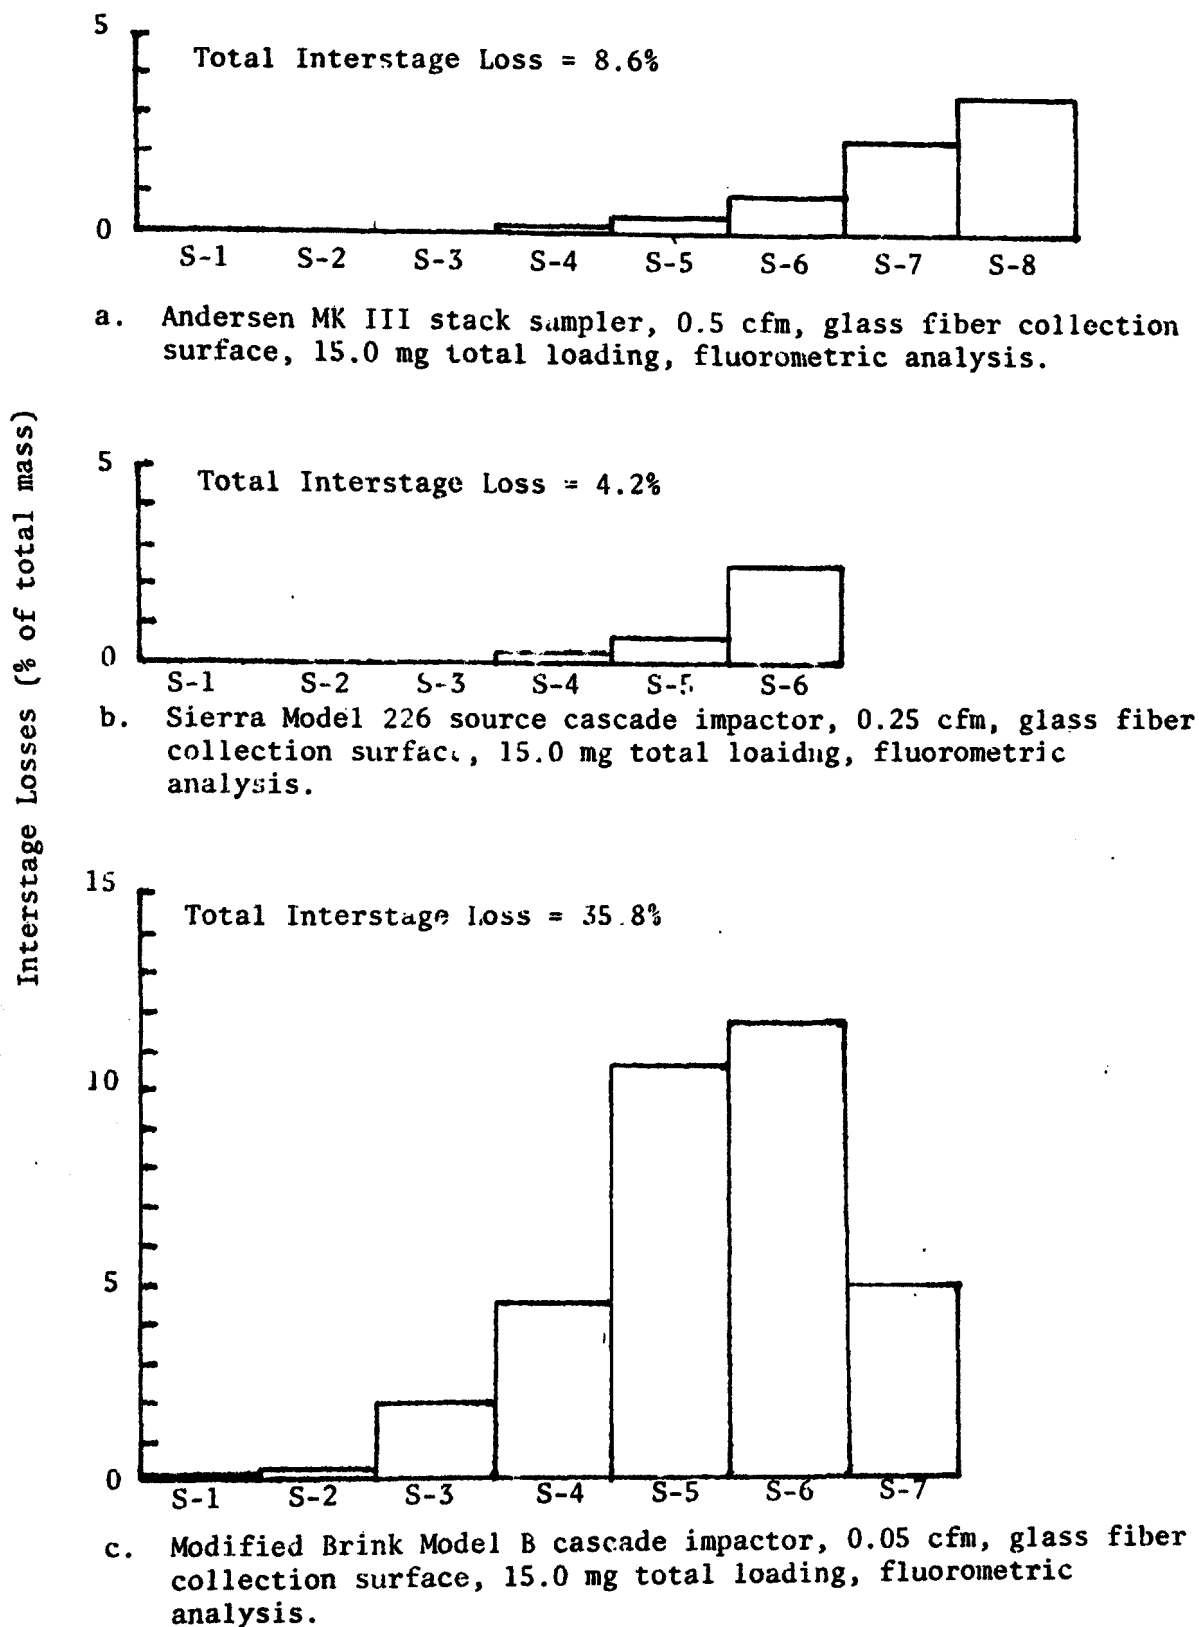 5
Total Interstage Loss = 8.6%
0
S-1 S-2 S-3 S-4 S-5 S-6 S-7 S-8
a. Andersen MK III stack sampler, 0.5 cfm, glass fiber collection
surface, 15.0 mg total loading, fluorometric analysis.
Interstage Losses (% of total mass)
5
Total Interstage Loss = 4.2%
0
S-1 S-2 S-3 S-4 S-5 S-6
b. Sierra Model 226 source cascade impactor, 0.25 cfm, glass fiber
collection surface, 15.0 mg total loaidng, fluorometric
analysis.
15
Total Interstage Loss = 35.8%
10
5
0
S-1 S-2 S-3 S-4 S-5 S-6 S-7
c. Modified Brink Model B cascade impactor, 0.05 cfm, glass fiber
collection surface, 15.0 mg total loading, fluorometric
analysis.